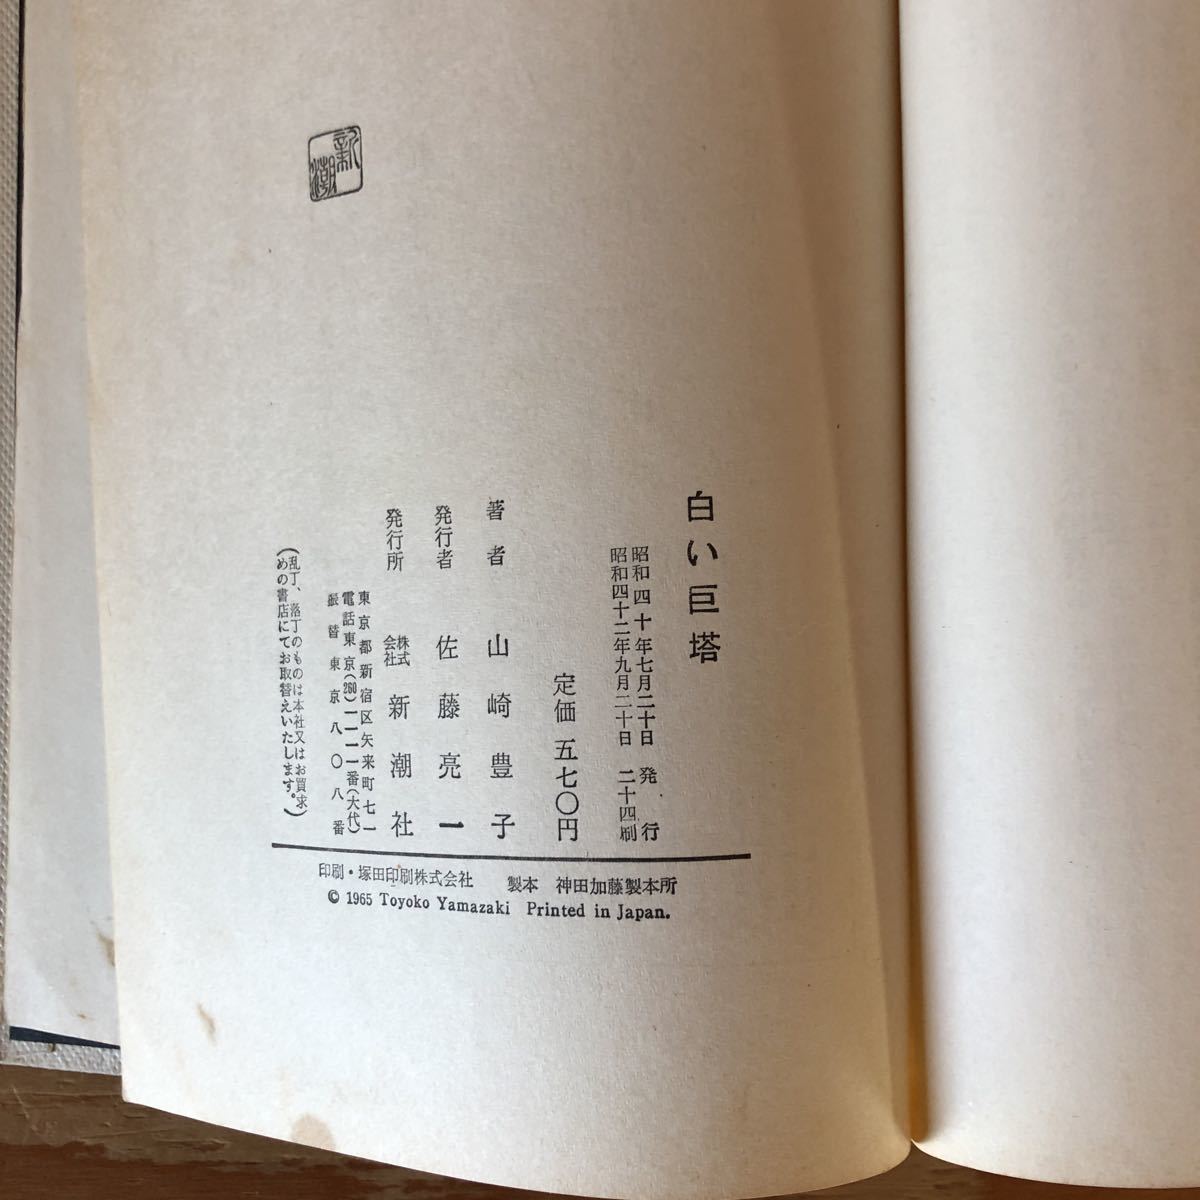 新潮
白い巨塔
昭和四十年七月二十日 発行
昭和四十二年九月二十日 二十四刷
定価 五七〇円
著者 山崎豊子
発行者 佐藤亮一
発行所 株式会社 新潮社
東京都新宿区矢来町七一
電話東京(260)一一一一番(大代)
振替東京八〇八番
(乱丁、落丁のものは本社又はお買求
めの書店にてお取替えいたします。)
印刷・塚田印刷株式会社 製本 神田加藤製本所
© 1965 Toyoko Yamazaki Printed in Japan.